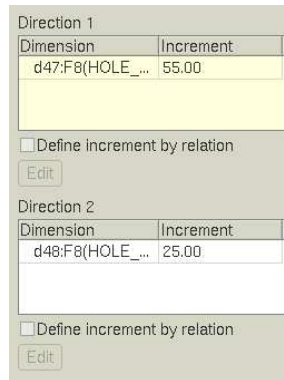 Direction 1
Dimension Increment
d47:F8(HOLE_... 55.00
Define increment by relation
Edit
Direction 2
Dimension Increment
d48:F8(HOLE_... 25.00
Define increment by relation
Edit